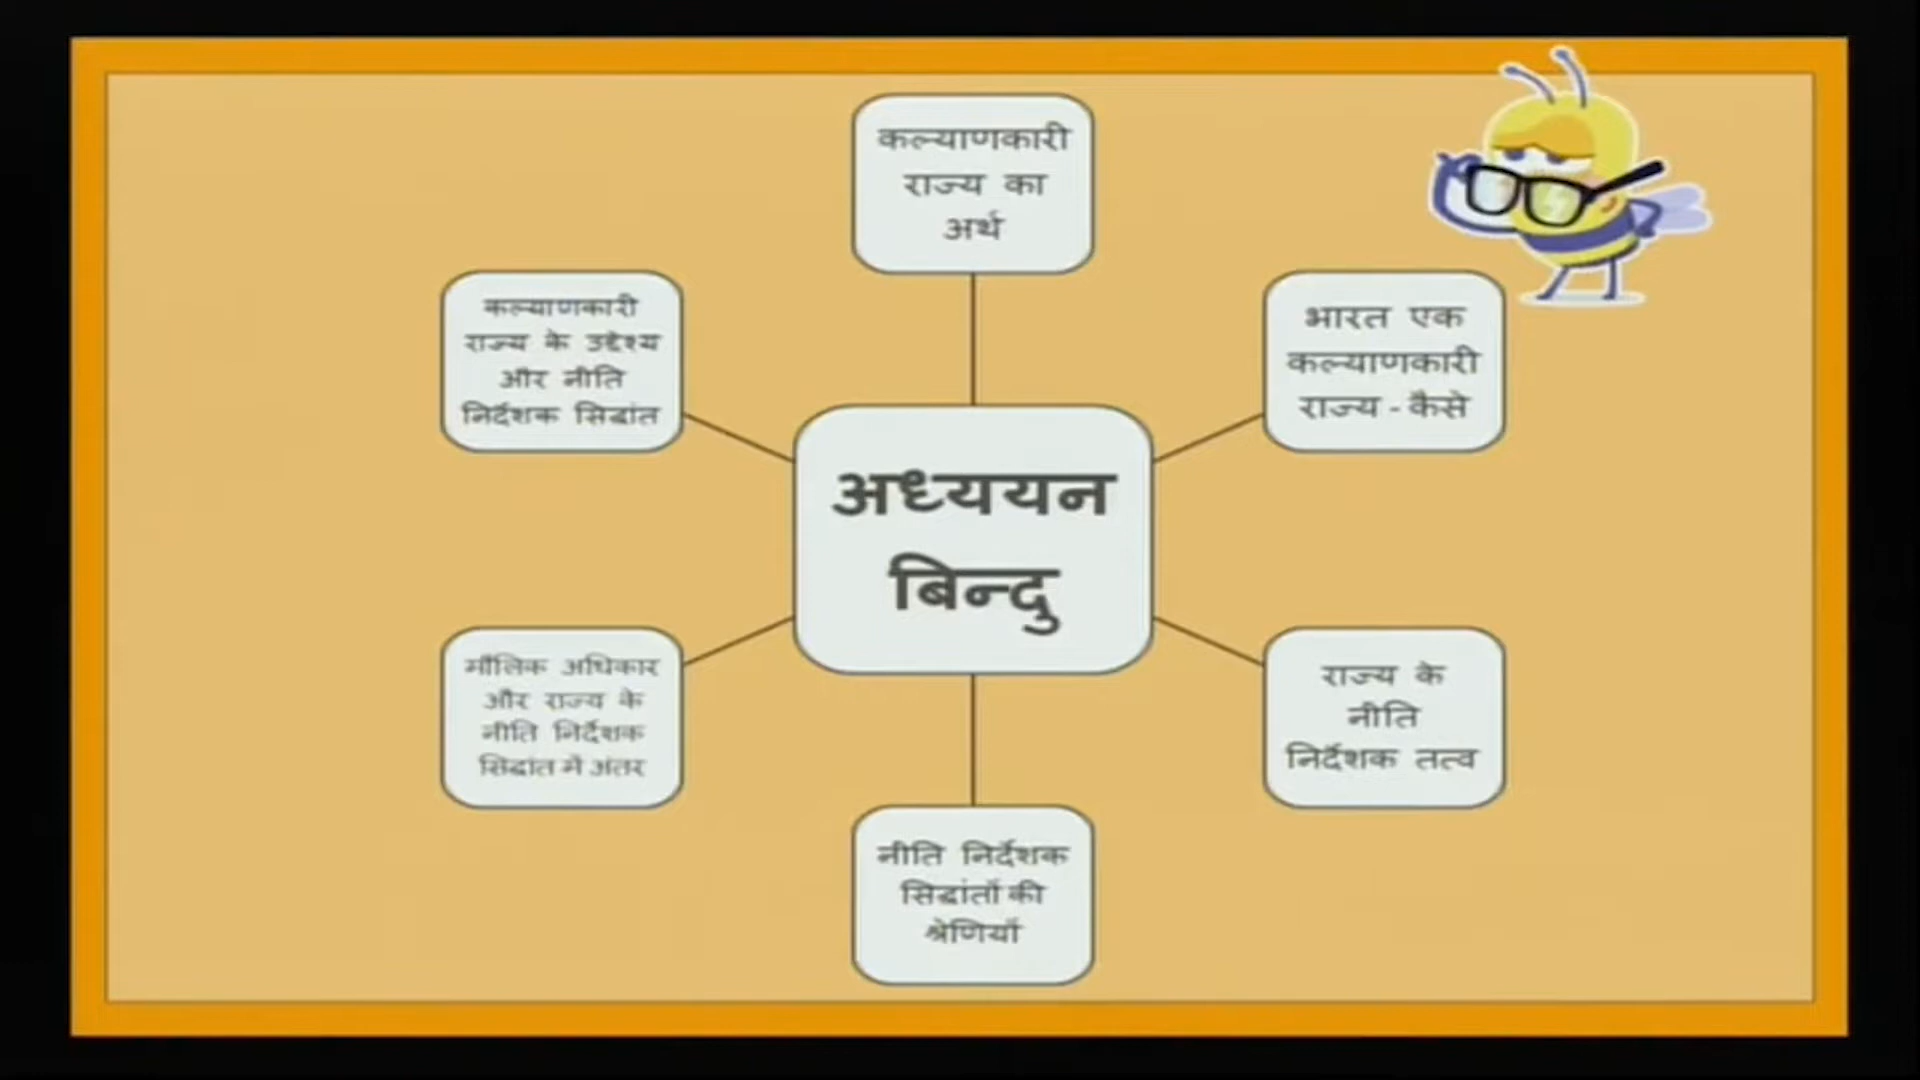 कल्याणकारी
राज्य का
अर्थ
भारत एक
कल्याणकारी
राज्य - कैसे
राज्य के
नीति
निर्देशक तत्व
नीति निर्देशक
सिद्धांतों की
श्रेणियाँ
मौलिक अधिकार
और राज्य के
नीति निर्देशक
सिद्धांत में अंतर
कल्याणकारी
राज्य के उद्देश्य
और नीति
निर्देशक सिद्धांत
अध्ययन
बिन्दु